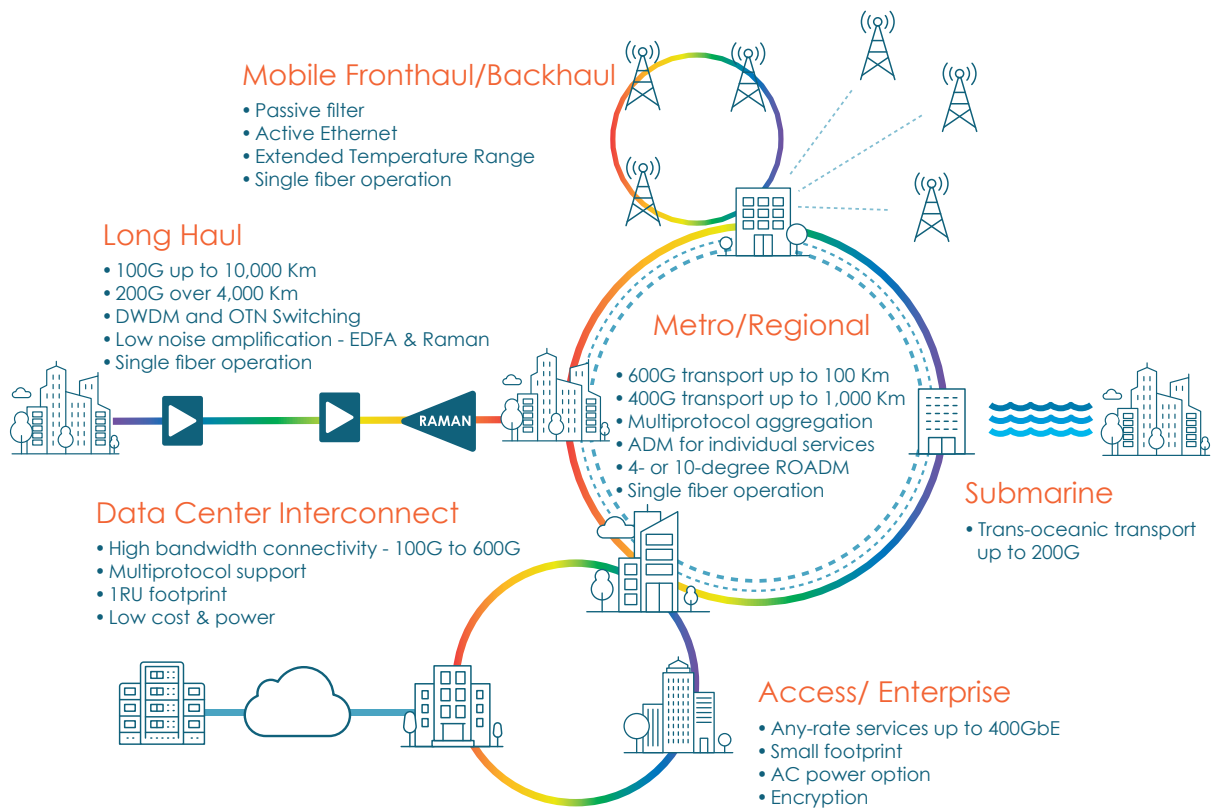 Mobile Fronthaul/Backhaul
• Passive filter
• Active Ethernet
• Extended Temperature Range
• Single fiber operation
Long Haul
• 100G up to 10,000 Km
• 200G over 4,000 Km
• DWDM and OTN Switching
• Low noise amplification - EDFA & Raman
• Single fiber operation
RAMAN
Metro/Regional
• 600G transport up to 100 Km
• 400G transport up to 1,000 Km
• Multiprotocol aggregation
• ADM for individual services
• 4- or 10-degree ROADM
• Single fiber operation
Submarine
• Trans-oceanic transport
up to 200G
Data Center Interconnect
• High bandwidth connectivity - 100G to 600G
• Multiprotocol support
• 1RU footprint
• Low cost & power
Access/ Enterprise
• Any-rate services up to 400GbE
• Small footprint
• AC power option
• Encryption